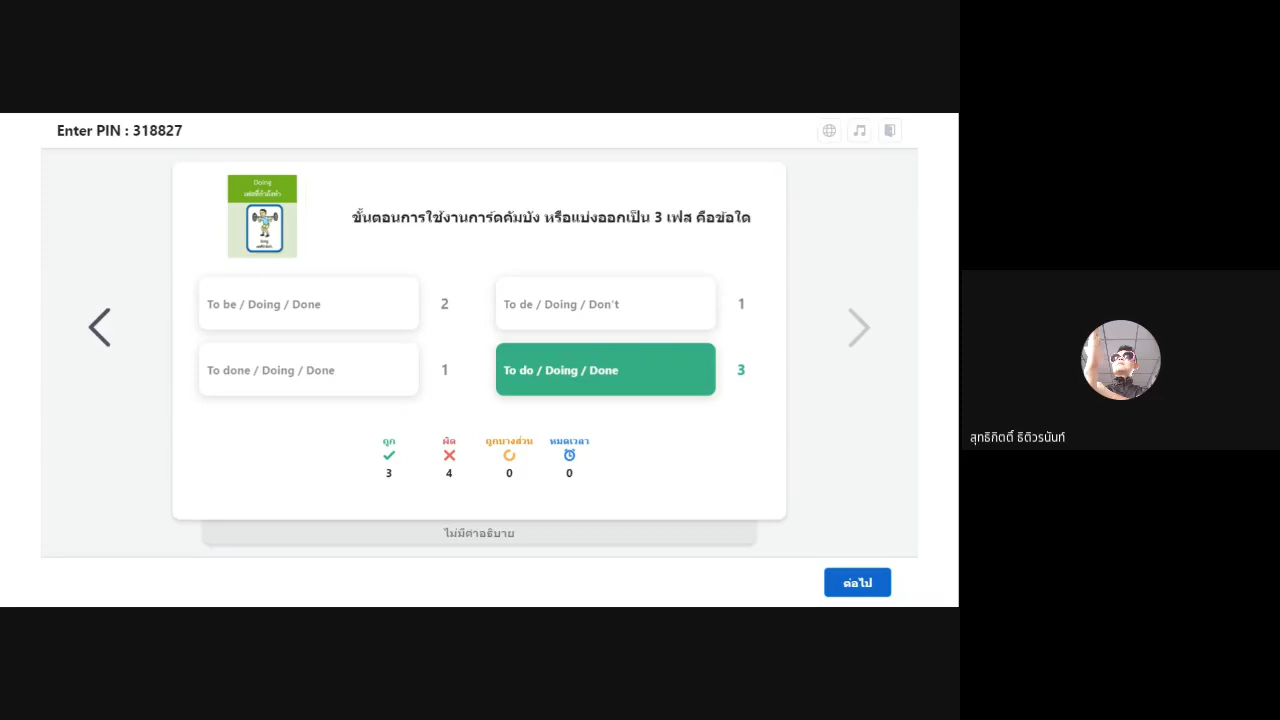 Enter PIN : 318827
Doing
ขั้นตอนการใช้งานการ์ดคัมบัง หรือแบ่งออกเป็น 3 เฟส คือข้อใด
To be / Doing / Done 2
To de / Doing / Don't 1
To done / Doing / Done 1
To do / Doing / Done 3
ถูก ผิด ถูกบางส่วน หมดเวลา
3 4 0 0
ไม่มีคำอธิบาย
ต่อไป
สุทธิกิตติ์ ธิติวรนันท์